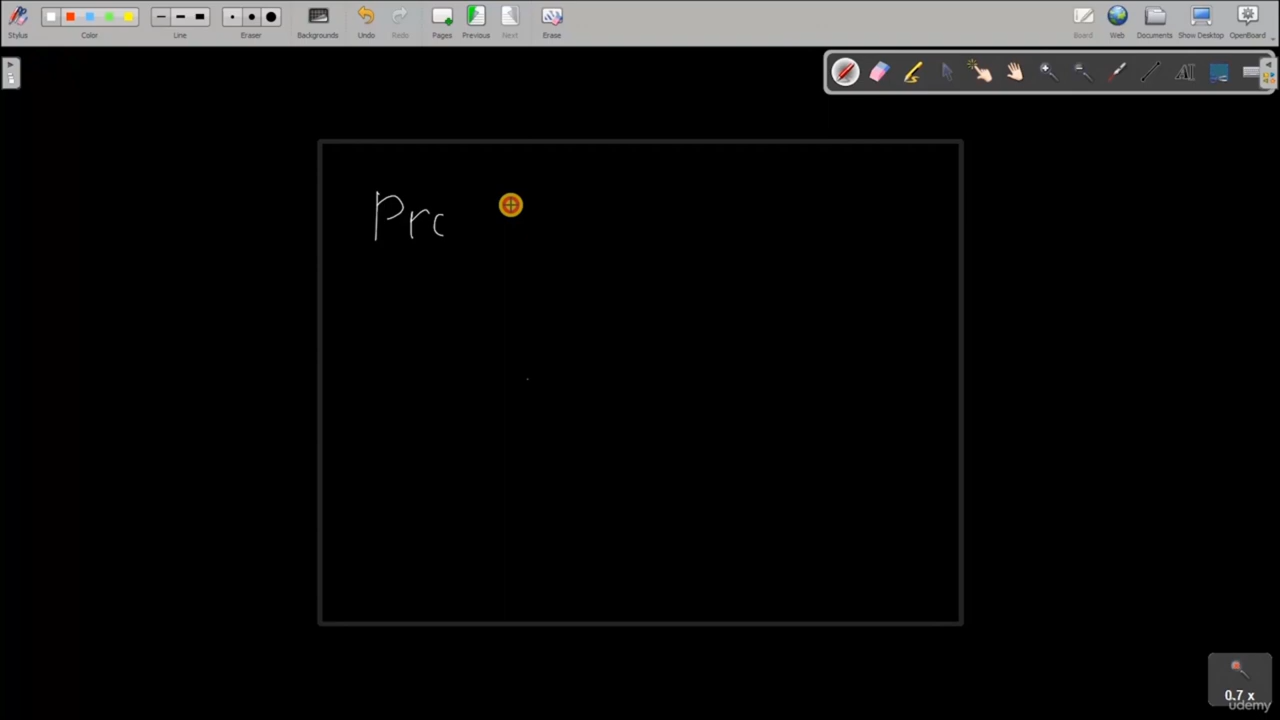 Stylus
Color
Line
Eraser
Backgrounds
Undo
Redo
Pages
Previous
Next
Erase
Board
Web
Documents
Show Desktop
OpenBoard
AI
Prc
0.7 x
udemy